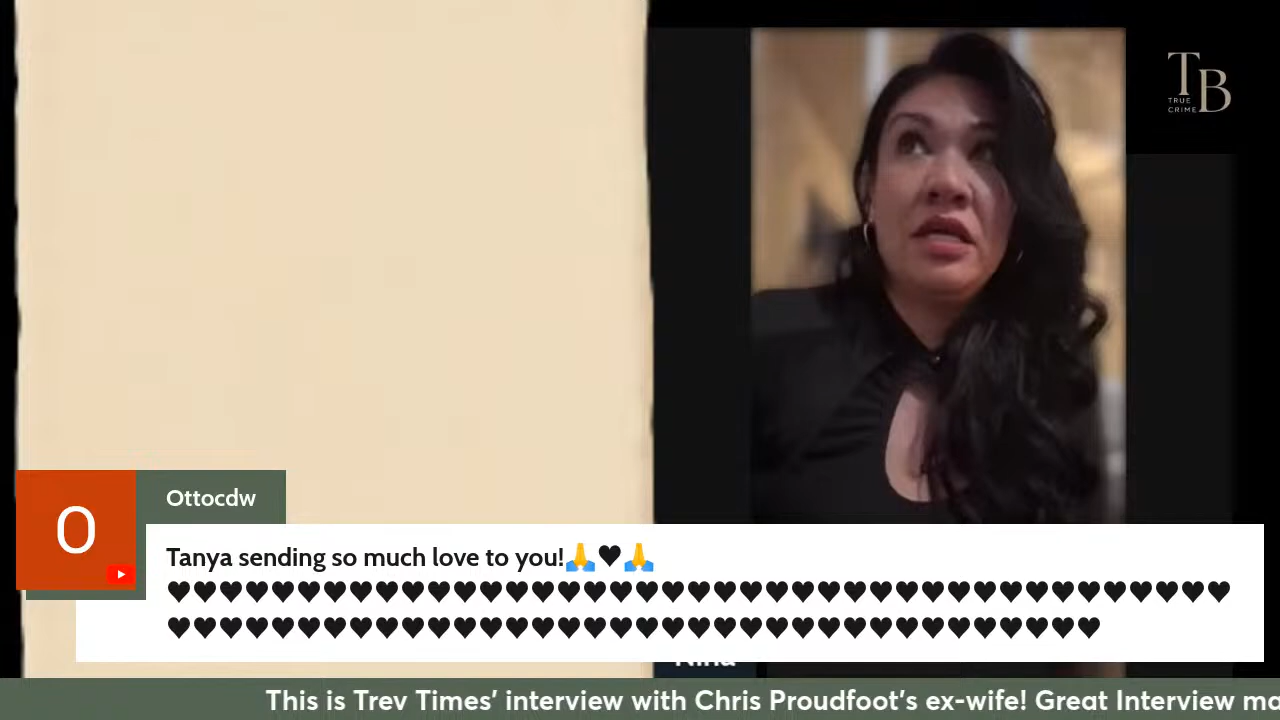 TB
TRUE
CRIME
O
Ottocdw
Tanya sending so much love to you!🙏♥🙏
♥♥♥♥♥♥♥♥♥♥♥♥♥♥♥♥♥♥♥♥♥♥♥♥♥♥♥♥♥♥♥♥♥♥♥♥♥♥♥♥♥
♥♥♥♥♥♥♥♥♥♥♥♥♥♥♥♥♥♥♥♥♥♥♥♥♥♥♥♥♥♥♥♥♥♥♥♥
Nina
This is Trev Times' interview with Chris Proudfoot's ex-wife! Great Interview